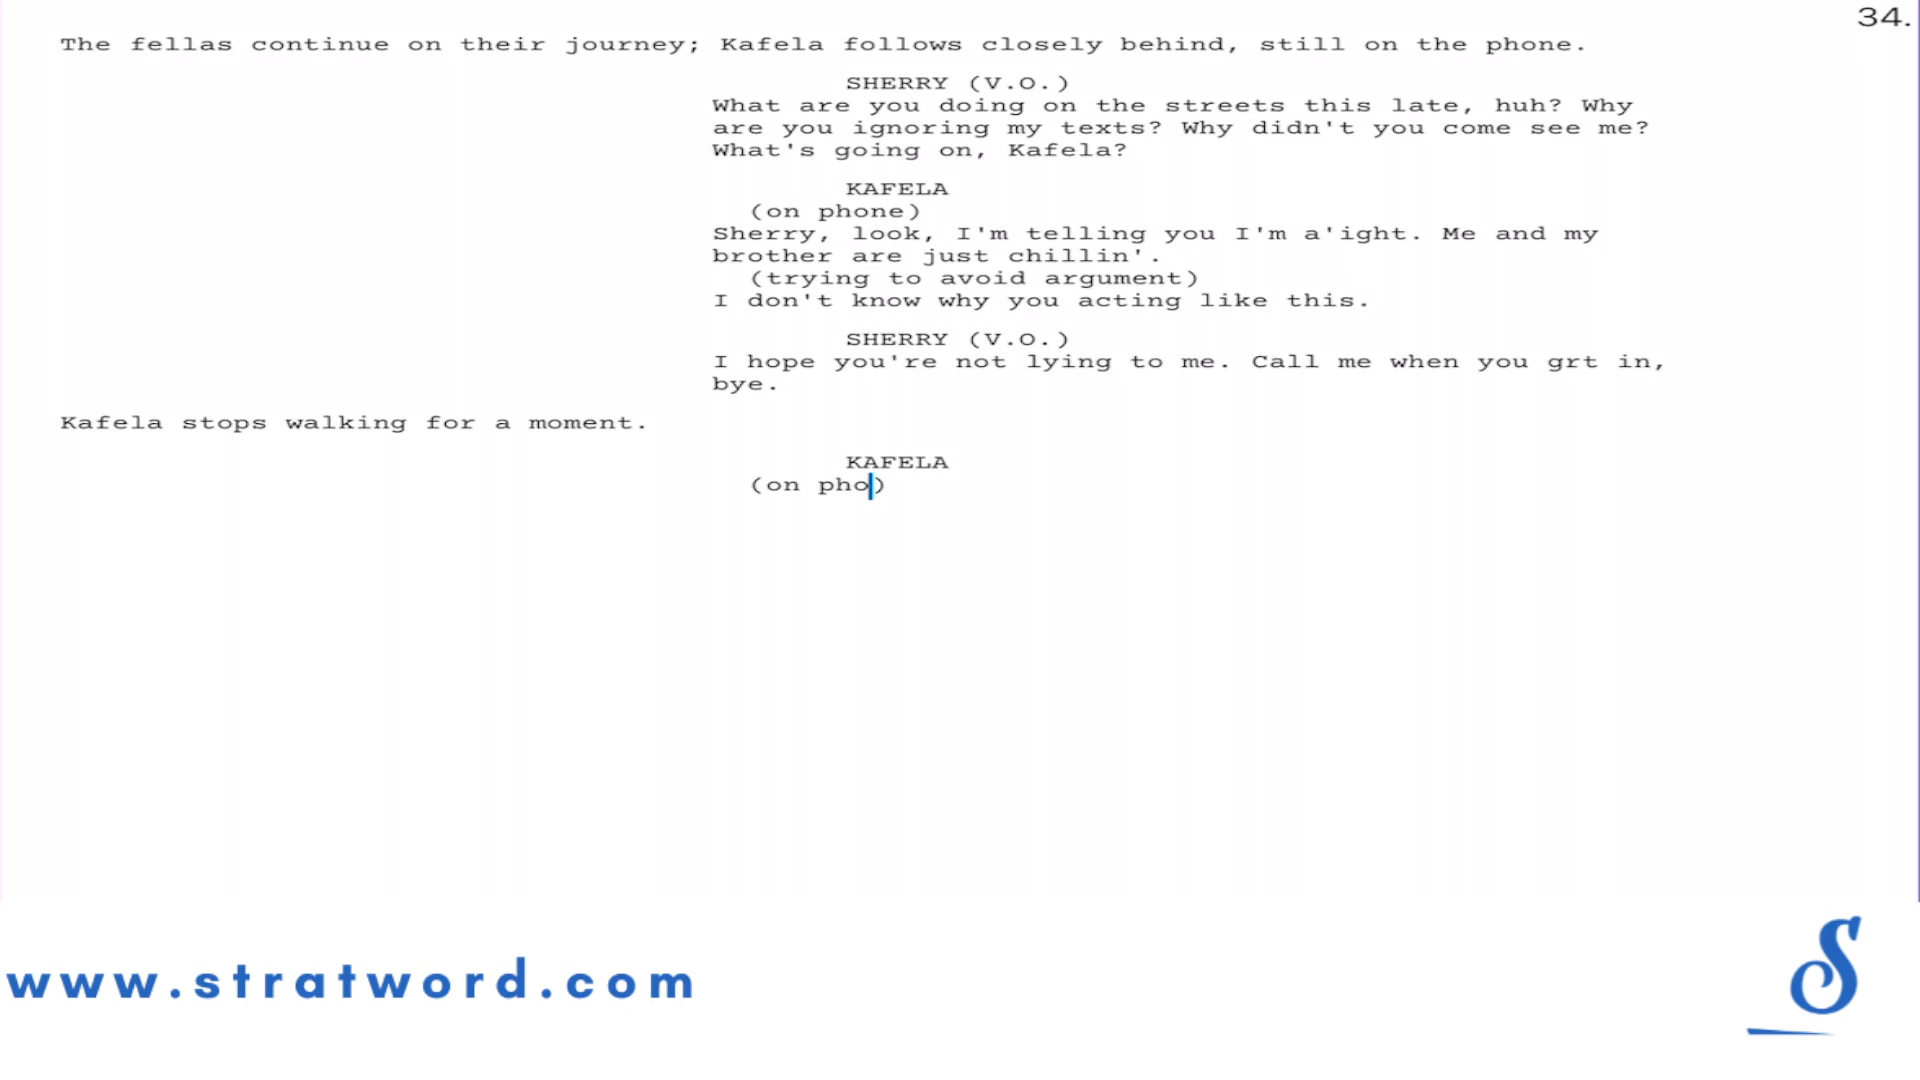 34.
The fellas continue on their journey; Kafela follows closely behind, still on the phone.
SHERRY (V.O.)
What are you doing on the streets this late, huh? Why
are you ignoring my texts? Why didn't you come see me?
What's going on, Kafela?
KAFELA
(on phone)
Sherry, look, I'm telling you I'm a'ight. Me and my
brother are just chillin'.
(trying to avoid argument)
I don't know why you acting like this.
SHERRY (V.O.)
I hope you're not lying to me. Call me when you grt in,
bye.
Kafela stops walking for a moment.
KAFELA
(on pho)
www.stratword.com
S